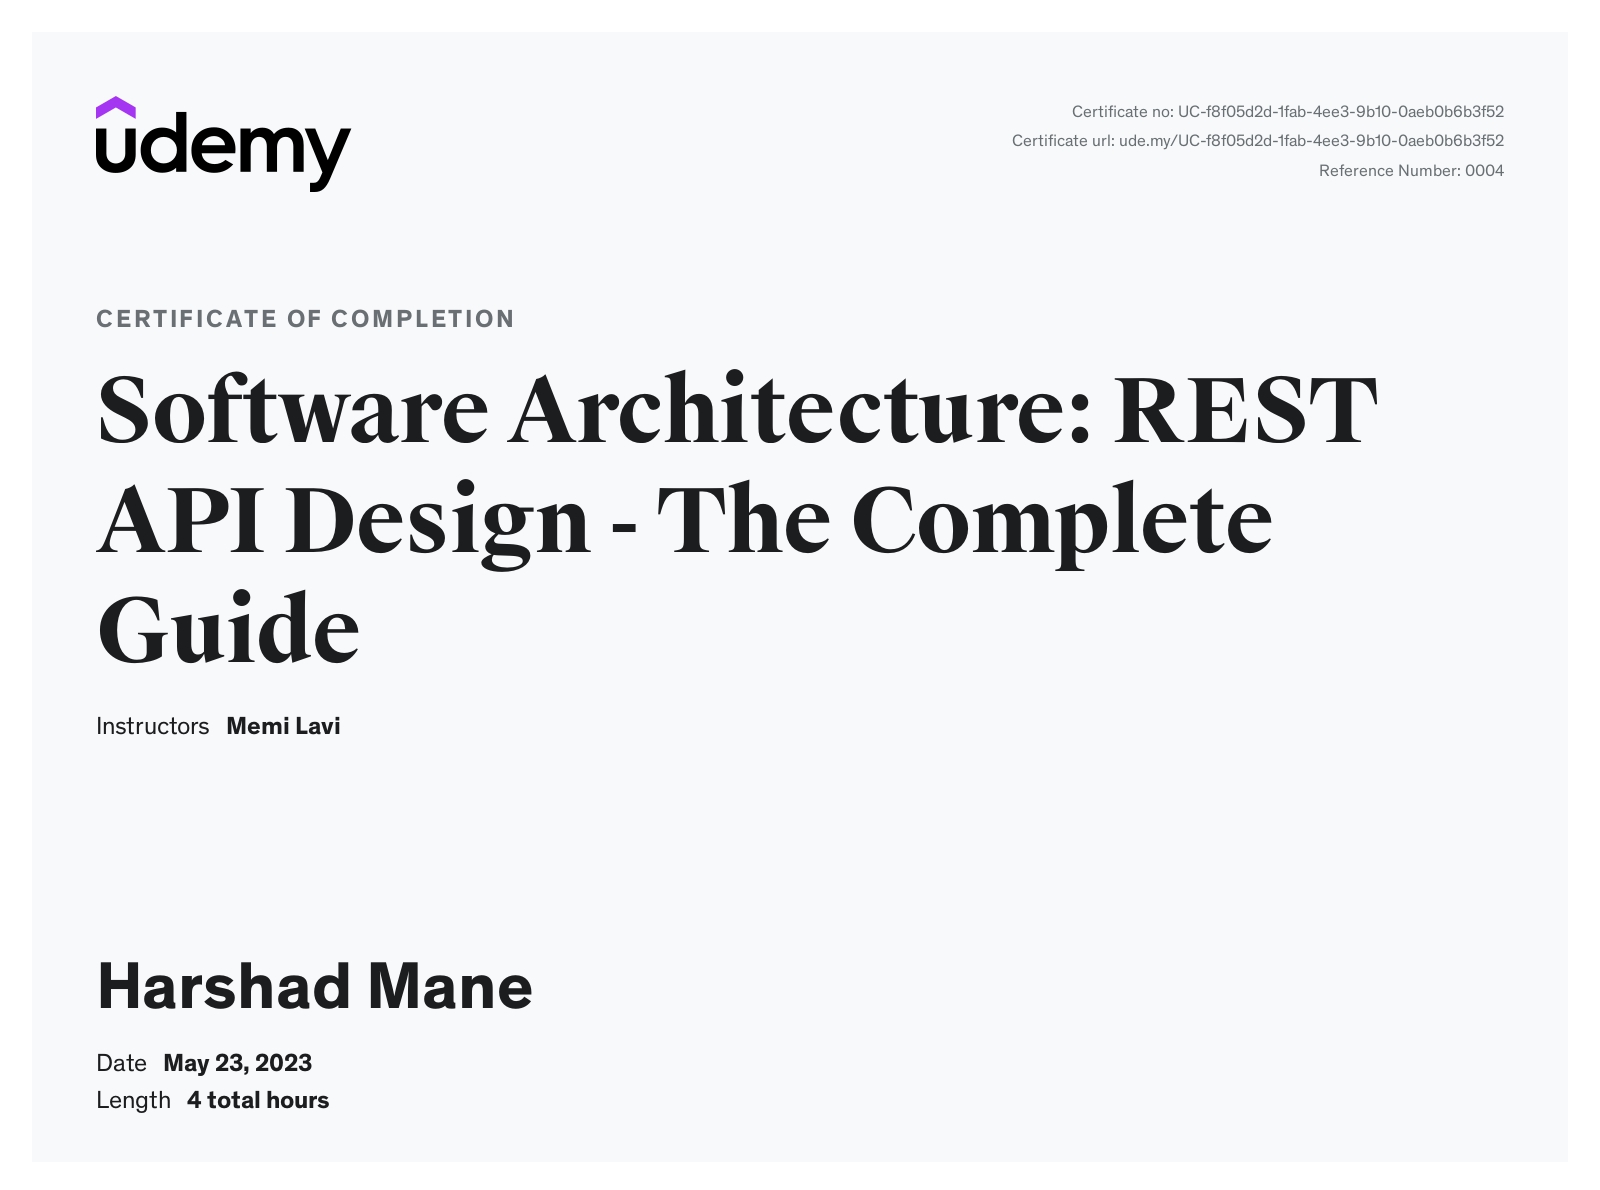 udemy
Certificate no: UC-f8f05d2d-1fab-4ee3-9b10-0aeb0b6b3f52
Certificate url: ude.my/UC-f8f05d2d-1fab-4ee3-9b10-0aeb0b6b3f52
Reference Number: 0004
CERTIFICATE OF COMPLETION
Software Architecture: REST
API Design - The Complete
Guide
Instructors Memi Lavi
Harshad Mane
Date May 23, 2023
Length 4 total hours